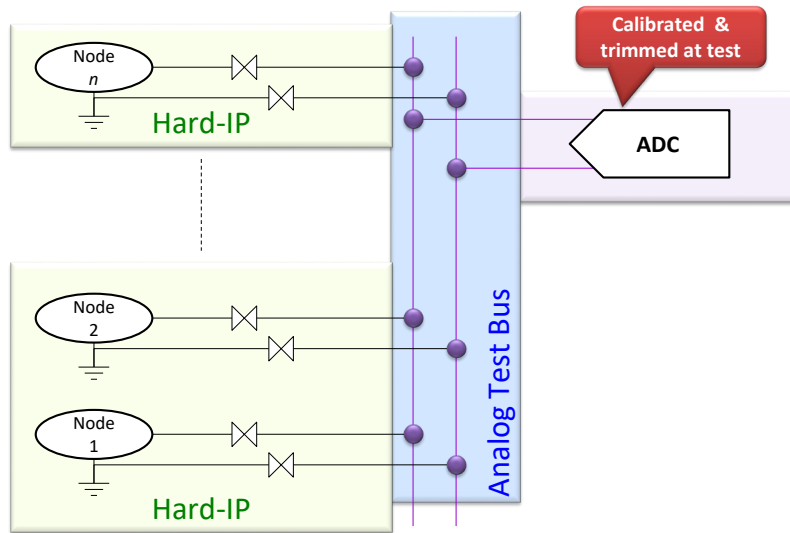 Calibrated &
trimmed at test
Node
n
Hard-IP
ADC
Node
2
Node
1
Hard-IP
Analog Test Bus